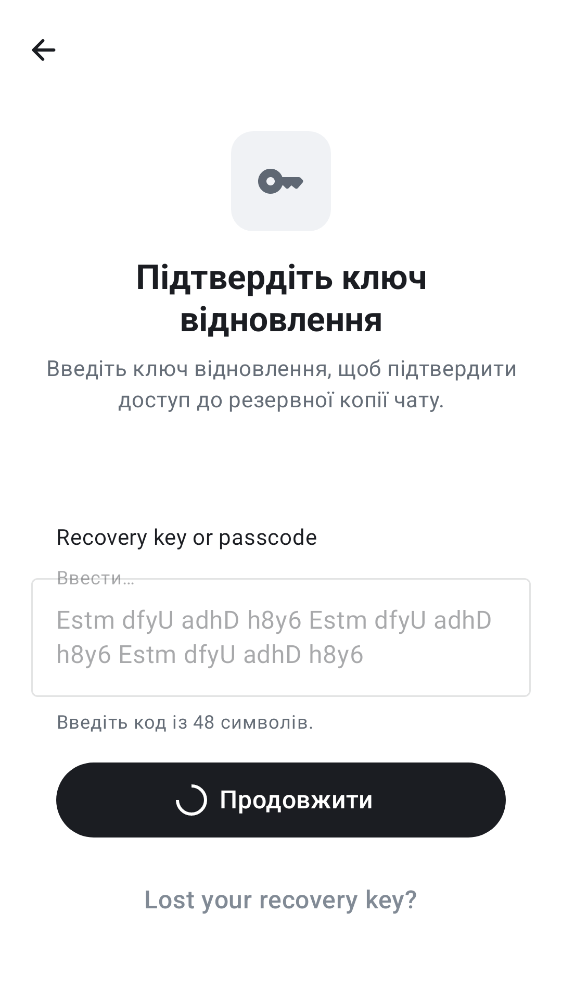 Підтвердіть ключ
відновлення
Введіть ключ відновлення, щоб підтвердити
доступ до резервної копії чату.
Recovery key or passcode
Ввести…
Estm dfyU adhD h8y6 Estm dfyU adhD
h8y6 Estm dfyU adhD h8y6
Введіть код із 48 символів.
Продовжити
Lost your recovery key?